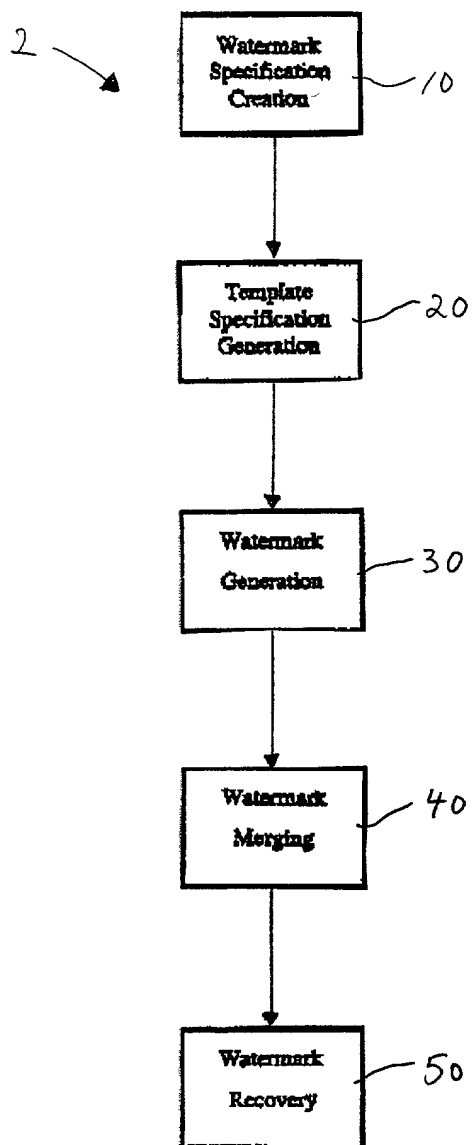 2
Watermark
Specification
Creation
10
Template
Specification
Generation
20
Watermark
Generation
30
Watermark
Merging
40
Watermark
Recovery
50